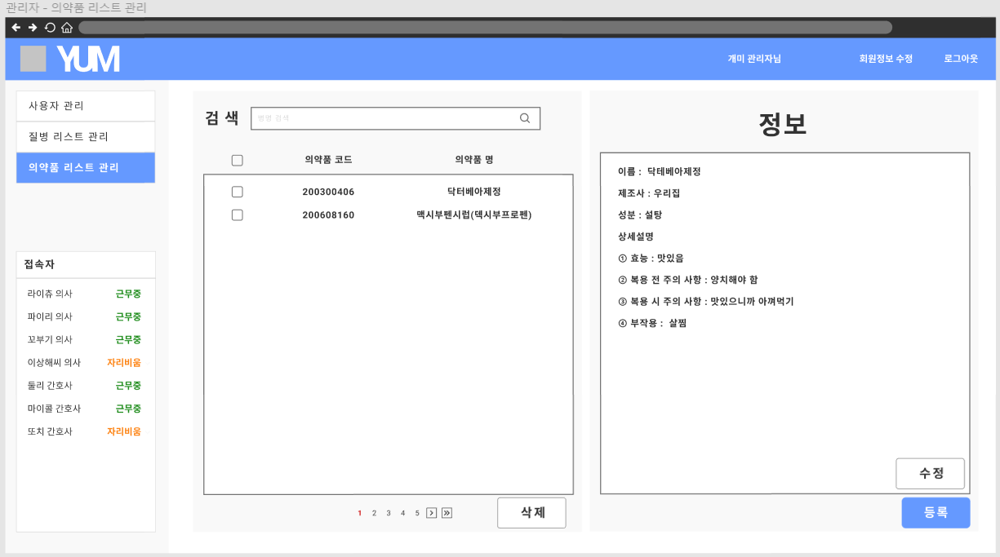 관리자 - 의약품 리스트 관리
YUM
개미 관리자님 회원정보 수정 로그아웃
사용자 관리
질병 리스트 관리
의약품 리스트 관리
접속자
라이츄 의사 근무중
파이리 의사 근무중
꼬부기 의사 근무중
이상해씨 의사 자리비움
둘리 간호사 근무중
마이콜 간호사 근무중
또치 간호사 자리비움
검 색 병명 검색
의약품 코드 의약품 명
200300406 닥터베아제정
200608160 맥시부펜시럽(덱시부프로펜)
1 2 3 4 5
삭제
정보
이름 : 닥테베아제정
제조사 : 우리집
성분 : 설탕
상세설명
① 효능 : 맛있음
② 복용 전 주의 사항 : 양치해야 함
③ 복용 시 주의 사항 : 맛있으니까 아껴먹기
④ 부작용 : 살찜
수정
등록